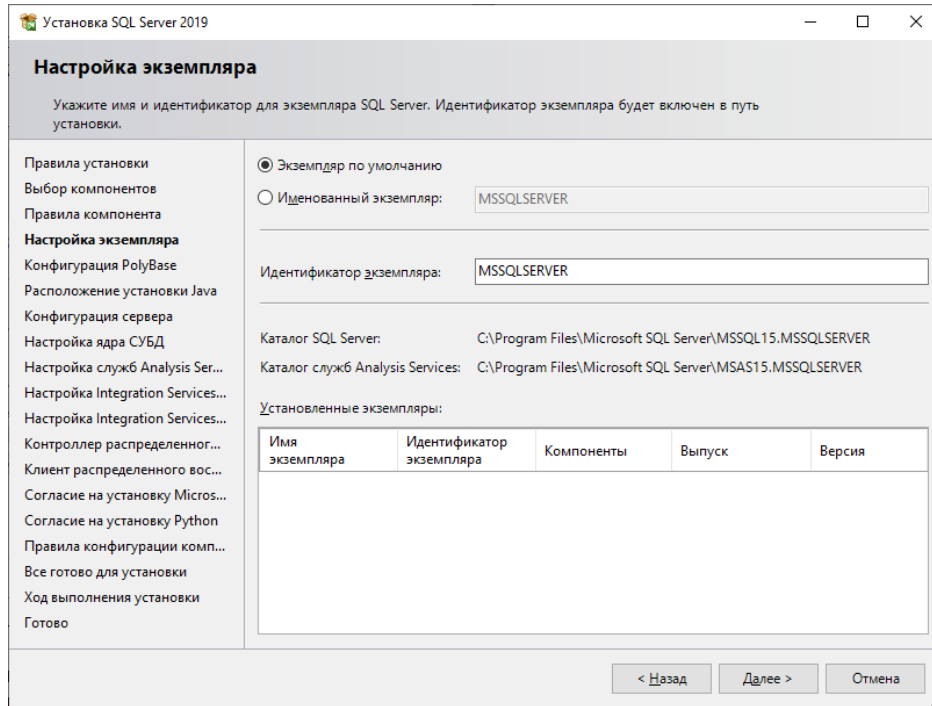 Установка SQL Server 2019
Настройка экземпляра
Укажите имя и идентификатор для экземпляра SQL Server. Идентификатор экземпляра будет включен в путь
установки.
Правила установки
Выбор компонентов
Правила компонента
Настройка экземпляра
Конфигурация PolyBase
Расположение установки Java
Конфигурация сервера
Настройка ядра СУБД
Настройка служб Analysis Ser...
Настройка Integration Services...
Настройка Integration Services...
Контроллер распределенног...
Клиент распределенного вос...
Согласие на установку Micros...
Согласие на установку Python
Правила конфигурации комп...
Все готово для установки
Ход выполнения установки
Готово
Экземпляр по умолчанию
Именованный экземпляр: MSSQLSERVER
Идентификатор экземпляра: MSSQLSERVER
Каталог SQL Server: C:\Program Files\Microsoft SQL Server\MSSQL15.MSSQLSERVER
Каталог служб Analysis Services: C:\Program Files\Microsoft SQL Server\MSAS15.MSSQLSERVER
Установленные экземпляры:
Имя экземпляра Идентификатор экземпляра Компоненты Выпуск Версия
< Назад Далее > Отмена